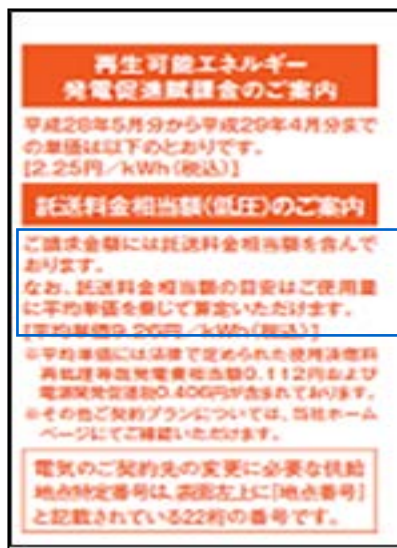 再生可能エネルギー
発電促進賦課金のご案内
平成28年5月分から平成29年4月分まで
の単価は以下のとおりです。
[2.25円/kWh(税込)]
託送料金相当額(低圧)のご案内
ご請求金額には託送料金相当額を含んで
おります。
なお、託送料金相当額の目安はご使用量
に平均単価を乗じて算定いただけます。
[平均単価9.26円/kWh(税込)]
※平均単価には法律で定められた使用済燃料
再処理等既発電費相当額0.112円および
電源開発促進税0.406円が含まれております。
※その他ご契約プランについては、当社ホーム
ページにてご確認いただけます。
電気のご契約先の変更に必要な供給
地点特定番号は、表面左上に[地点番号]
と記載されている22桁の番号です。